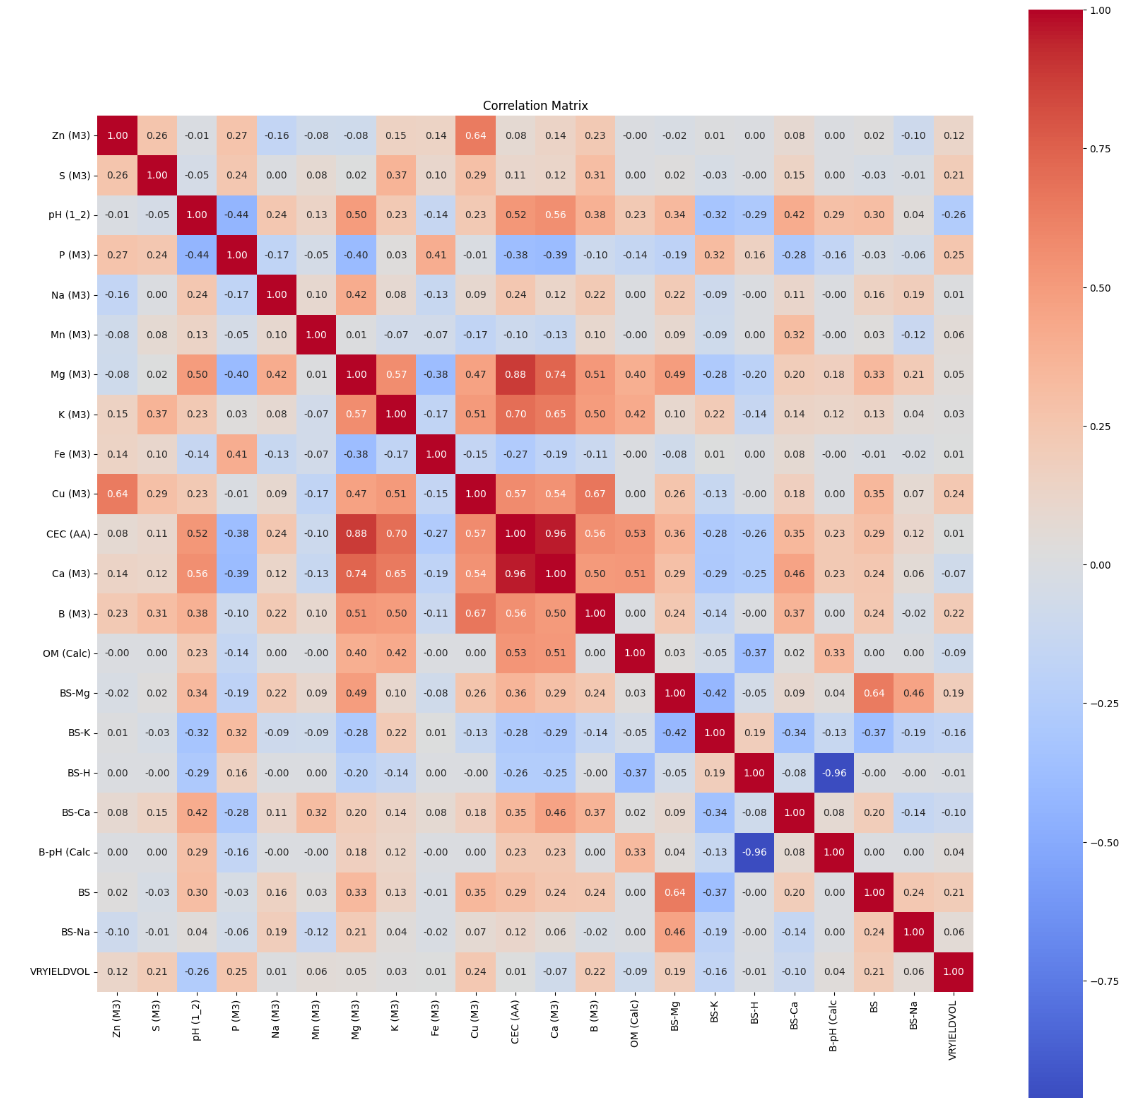 Correlation Matrix
Zn (M3) 1.00 0.26 -0.01 0.27 -0.16 -0.08 -0.08 0.15 0.14 0.64 0.08 0.14 0.23 -0.00 -0.02 0.01 0.00 0.08 0.00 0.02 -0.10 0.12
S (M3) 0.26 1.00 -0.05 0.24 0.00 0.08 0.02 0.37 0.10 0.29 0.11 0.12 0.31 0.00 0.02 -0.03 -0.00 0.15 0.00 -0.03 -0.01 0.21
pH (1_2) -0.01 -0.05 1.00 -0.44 0.24 0.13 0.50 0.23 -0.14 0.23 0.52 0.56 0.38 0.23 0.34 -0.32 -0.29 0.42 0.29 0.30 0.04 -0.26
P (M3) 0.27 0.24 -0.44 1.00 -0.17 -0.05 -0.40 0.03 0.41 -0.01 -0.38 -0.39 -0.10 -0.14 -0.19 0.32 0.16 -0.28 -0.16 -0.03 -0.06 0.25
Na (M3) -0.16 0.00 0.24 -0.17 1.00 0.10 0.42 0.08 -0.13 0.09 0.24 0.12 0.22 0.00 0.22 -0.09 -0.00 0.11 -0.00 0.16 0.19 0.01
Mn (M3) -0.08 0.08 0.13 -0.05 0.10 1.00 0.01 -0.07 -0.07 -0.17 -0.10 -0.13 0.10 -0.00 0.09 -0.09 0.00 0.32 -0.00 0.03 -0.12 0.06
Mg (M3) -0.08 0.02 0.50 -0.40 0.42 0.01 1.00 0.57 -0.38 0.47 0.88 0.74 0.51 0.40 0.49 -0.28 -0.20 0.20 0.18 0.33 0.21 0.05
K (M3) 0.15 0.37 0.23 0.03 0.08 -0.07 0.57 1.00 -0.17 0.51 0.70 0.65 0.50 0.42 0.10 0.22 -0.14 0.14 0.12 0.13 0.04 0.03
Fe (M3) 0.14 0.10 -0.14 0.41 -0.13 -0.07 -0.38 -0.17 1.00 -0.15 -0.27 -0.19 -0.11 -0.00 -0.08 0.01 0.00 0.08 -0.00 -0.01 -0.02 0.01
Cu (M3) 0.64 0.29 0.23 -0.01 0.09 -0.17 0.47 0.51 -0.15 1.00 0.57 0.54 0.67 0.00 0.26 -0.13 -0.00 0.18 0.00 0.35 0.07 0.24
CEC (AA) 0.08 0.11 0.52 -0.38 0.24 -0.10 0.88 0.70 -0.27 0.57 1.00 0.96 0.56 0.53 0.36 -0.28 -0.26 0.35 0.23 0.29 0.12 0.01
Ca (M3) 0.14 0.12 0.56 -0.39 0.12 -0.13 0.74 0.65 -0.19 0.54 0.96 1.00 0.50 0.51 0.29 -0.29 -0.25 0.46 0.23 0.24 0.06 -0.07
B (M3) 0.23 0.31 0.38 -0.10 0.22 0.10 0.51 0.50 -0.11 0.67 0.56 0.50 1.00 0.00 0.24 -0.14 -0.00 0.37 0.00 0.24 -0.02 0.22
OM (Calc) -0.00 0.00 0.23 -0.14 0.00 -0.00 0.40 0.42 -0.00 0.00 0.53 0.51 0.00 1.00 0.03 -0.05 -0.37 0.02 0.33 0.00 0.00 -0.09
BS-Mg -0.02 0.02 0.34 -0.19 0.22 0.09 0.49 0.10 -0.08 0.26 0.36 0.29 0.24 0.03 1.00 -0.42 -0.05 0.09 0.04 0.64 0.46 0.19
BS-K 0.01 -0.03 -0.32 0.32 -0.09 -0.09 -0.28 0.22 0.01 -0.13 -0.28 -0.29 -0.14 -0.05 -0.42 1.00 0.19 -0.34 -0.13 -0.37 -0.19 -0.16
BS-H 0.00 -0.00 -0.29 0.16 -0.00 0.00 -0.20 -0.14 0.00 -0.00 -0.26 -0.25 -0.00 -0.37 -0.05 0.19 1.00 -0.08 -0.96 -0.00 -0.00 -0.01
BS-Ca 0.08 0.15 0.42 -0.28 0.11 0.32 0.20 0.14 0.08 0.18 0.35 0.46 0.37 0.02 0.09 -0.34 -0.08 1.00 0.08 0.20 -0.14 -0.10
B-pH (Calc 0.00 0.00 0.29 -0.16 -0.00 -0.00 0.18 0.12 -0.00 0.00 0.23 0.23 0.00 0.33 0.04 -0.13 -0.96 0.08 1.00 0.00 0.00 0.04
BS 0.02 -0.03 0.30 -0.03 0.16 0.03 0.33 0.13 -0.01 0.35 0.29 0.24 0.24 0.00 0.64 -0.37 -0.00 0.20 0.00 1.00 0.24 0.21
BS-Na -0.10 -0.01 0.04 -0.06 0.19 -0.12 0.21 0.04 -0.02 0.07 0.12 0.06 -0.02 0.00 0.46 -0.19 -0.00 -0.14 0.00 0.24 1.00 0.06
VRYIELDVOL 0.12 0.21 -0.26 0.25 0.01 0.06 0.05 0.03 0.01 0.24 0.01 -0.07 0.22 -0.09 0.19 -0.16 -0.01 -0.10 0.04 0.21 0.06 1.00
Zn (M3) S (M3) pH (1_2) P (M3) Na (M3) Mn (M3) Mg (M3) K (M3) Fe (M3) Cu (M3) CEC (AA) Ca (M3) B (M3) OM (Calc) BS-Mg BS-K BS-H BS-Ca B-pH (Calc BS BS-Na VRYIELDVOL
1.00
0.75
0.50
0.25
0.00
−0.25
−0.50
−0.75